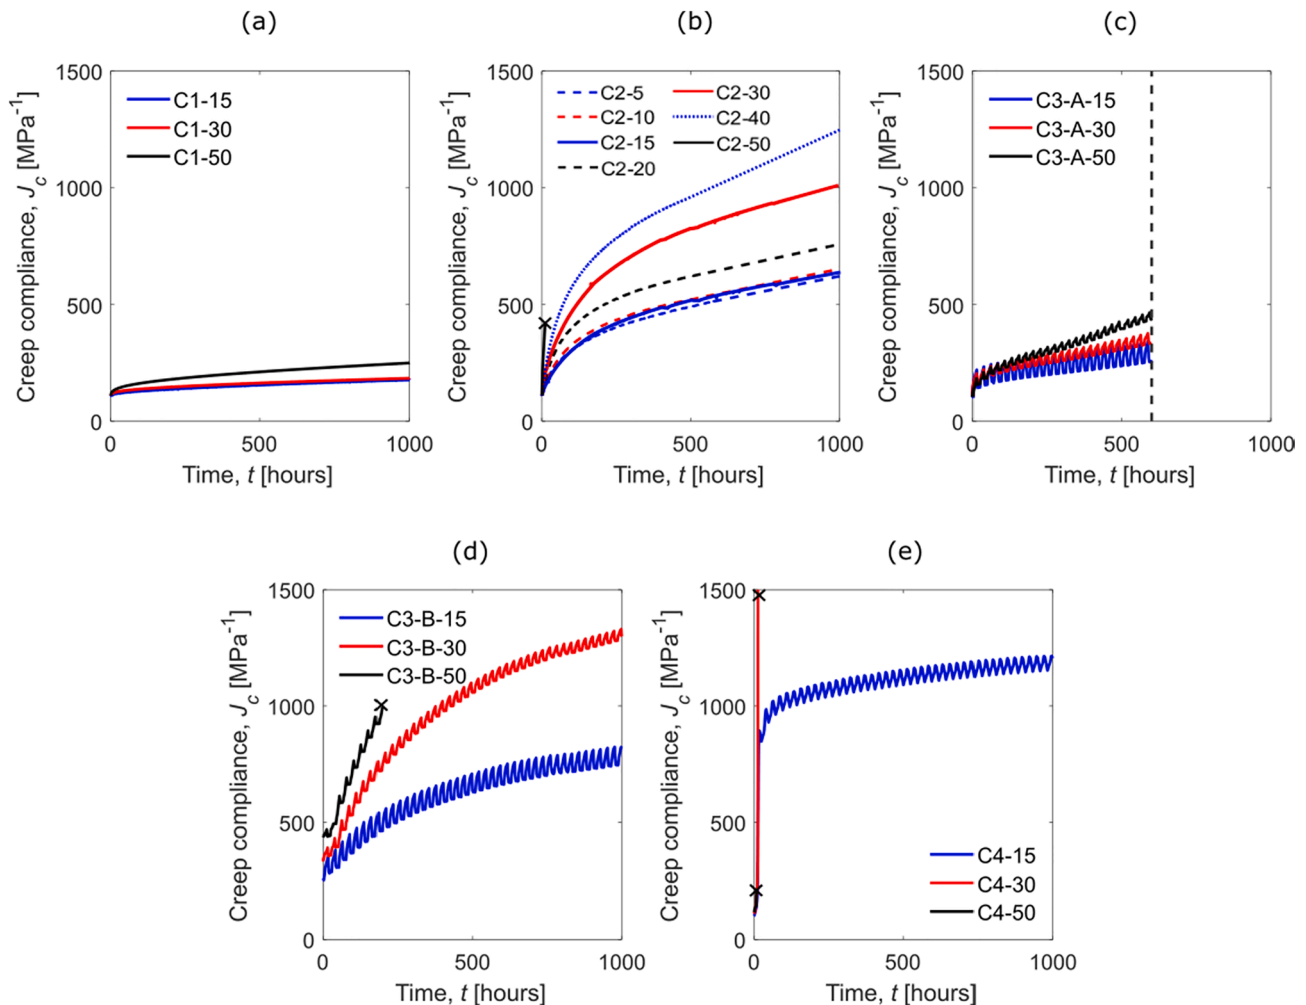 (a)
1500
1000
500
0
Creep compliance, J_c [MPa⁻¹]
C1-15
C1-30
C1-50
0
500
1000
Time, t [hours]
(b)
1500
1000
500
0
Creep compliance, J_c [MPa⁻¹]
C2-5
C2-10
C2-15
C2-20
C2-30
C2-40
C2-50
0
500
1000
Time, t [hours]
(c)
1500
1000
500
0
Creep compliance, J_c [MPa⁻¹]
C3-A-15
C3-A-30
C3-A-50
0
500
1000
Time, t [hours]
(d)
1500
1000
500
0
Creep compliance, J_c [MPa⁻¹]
C3-B-15
C3-B-30
C3-B-50
0
500
1000
Time, t [hours]
(e)
1500
1000
500
0
Creep compliance, J_c [MPa⁻¹]
C4-15
C4-30
C4-50
0
500
1000
Time, t [hours]